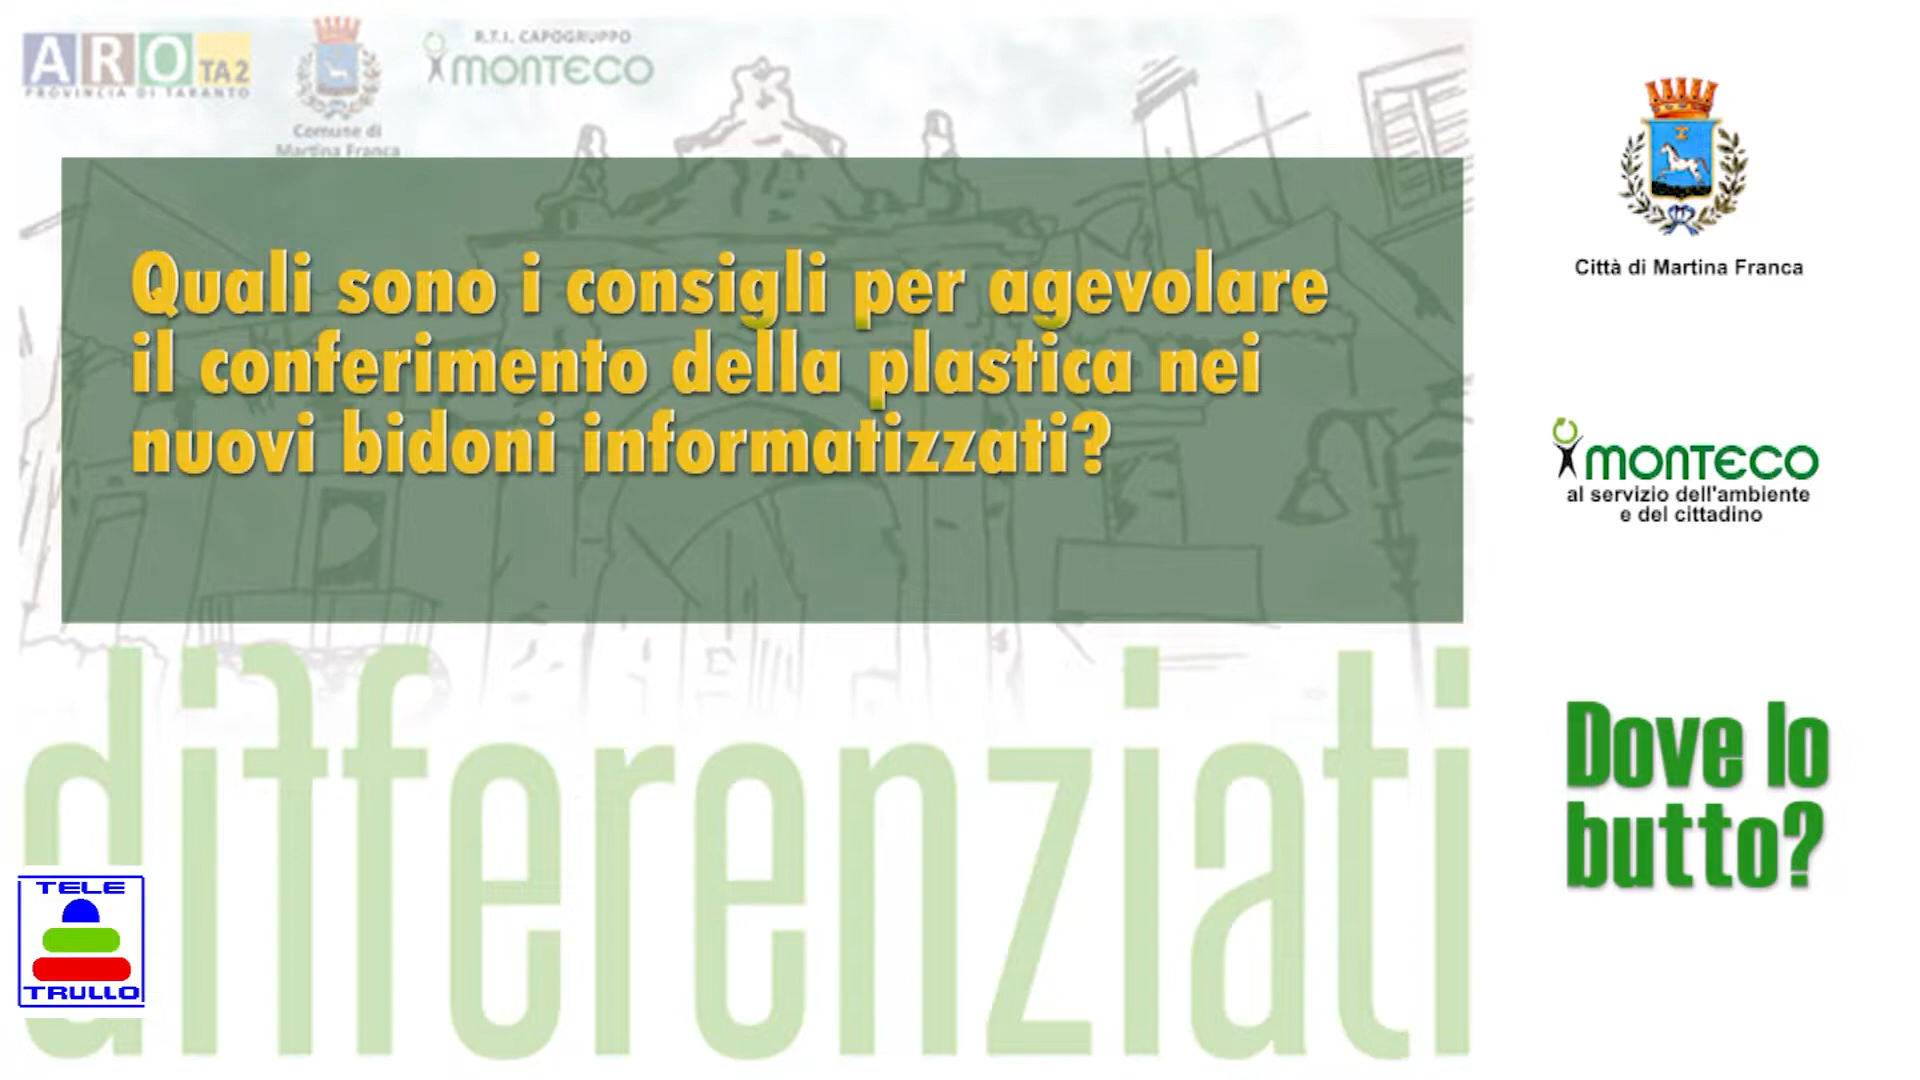 ARO TA2
PROVINCIA DI TARANTO
Comune di
Martina Franca
R.T.I. CAPOGRUPPO
MONTECO
Quali sono i consigli per agevolare
il conferimento della plastica nei
nuovi bidoni informatizzati?
differenziati
TELE
TRULLO
Città di Martina Franca
MONTECO
al servizio dell'ambiente
e del cittadino
Dove lo
butto?